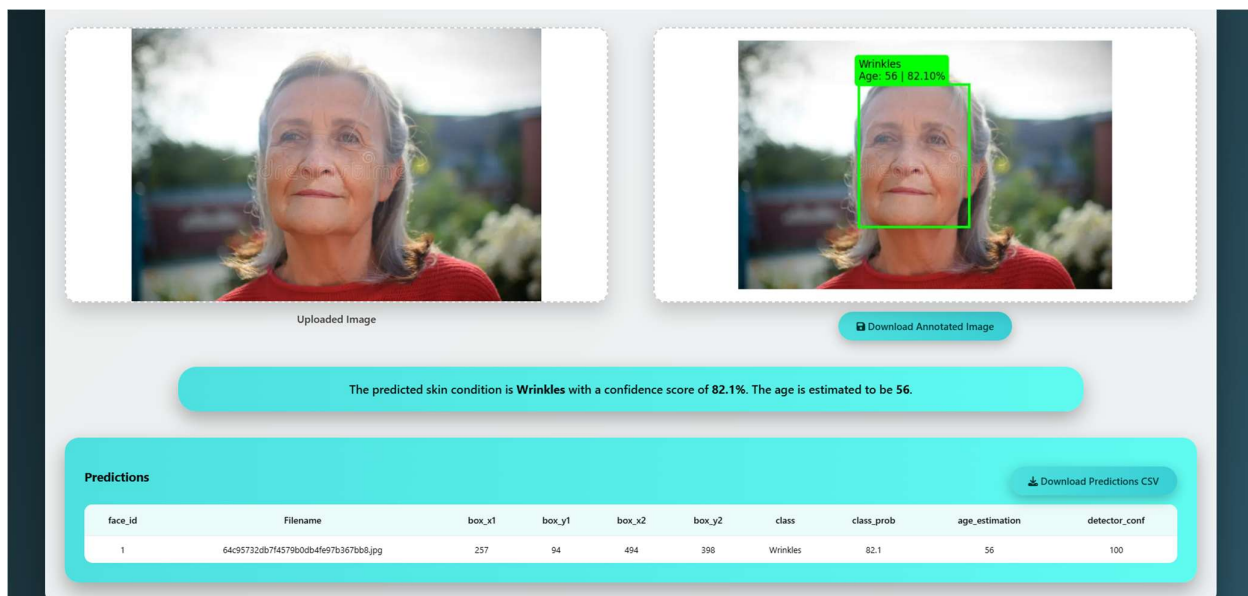 Wrinkles
Age: 56 | 82.10%
Uploaded Image
Download Annotated Image
The predicted skin condition is Wrinkles with a confidence score of 82.1%. The age is estimated to be 56.
Predictions
Download Predictions CSV
face_id Filename box_x1 box_y1 box_x2 box_y2 class class_prob age_estimation detector_conf
1 64c95732db7f4579b0db4fe97b367bb8.jpg 257 94 494 398 Wrinkles 82.1 56 100